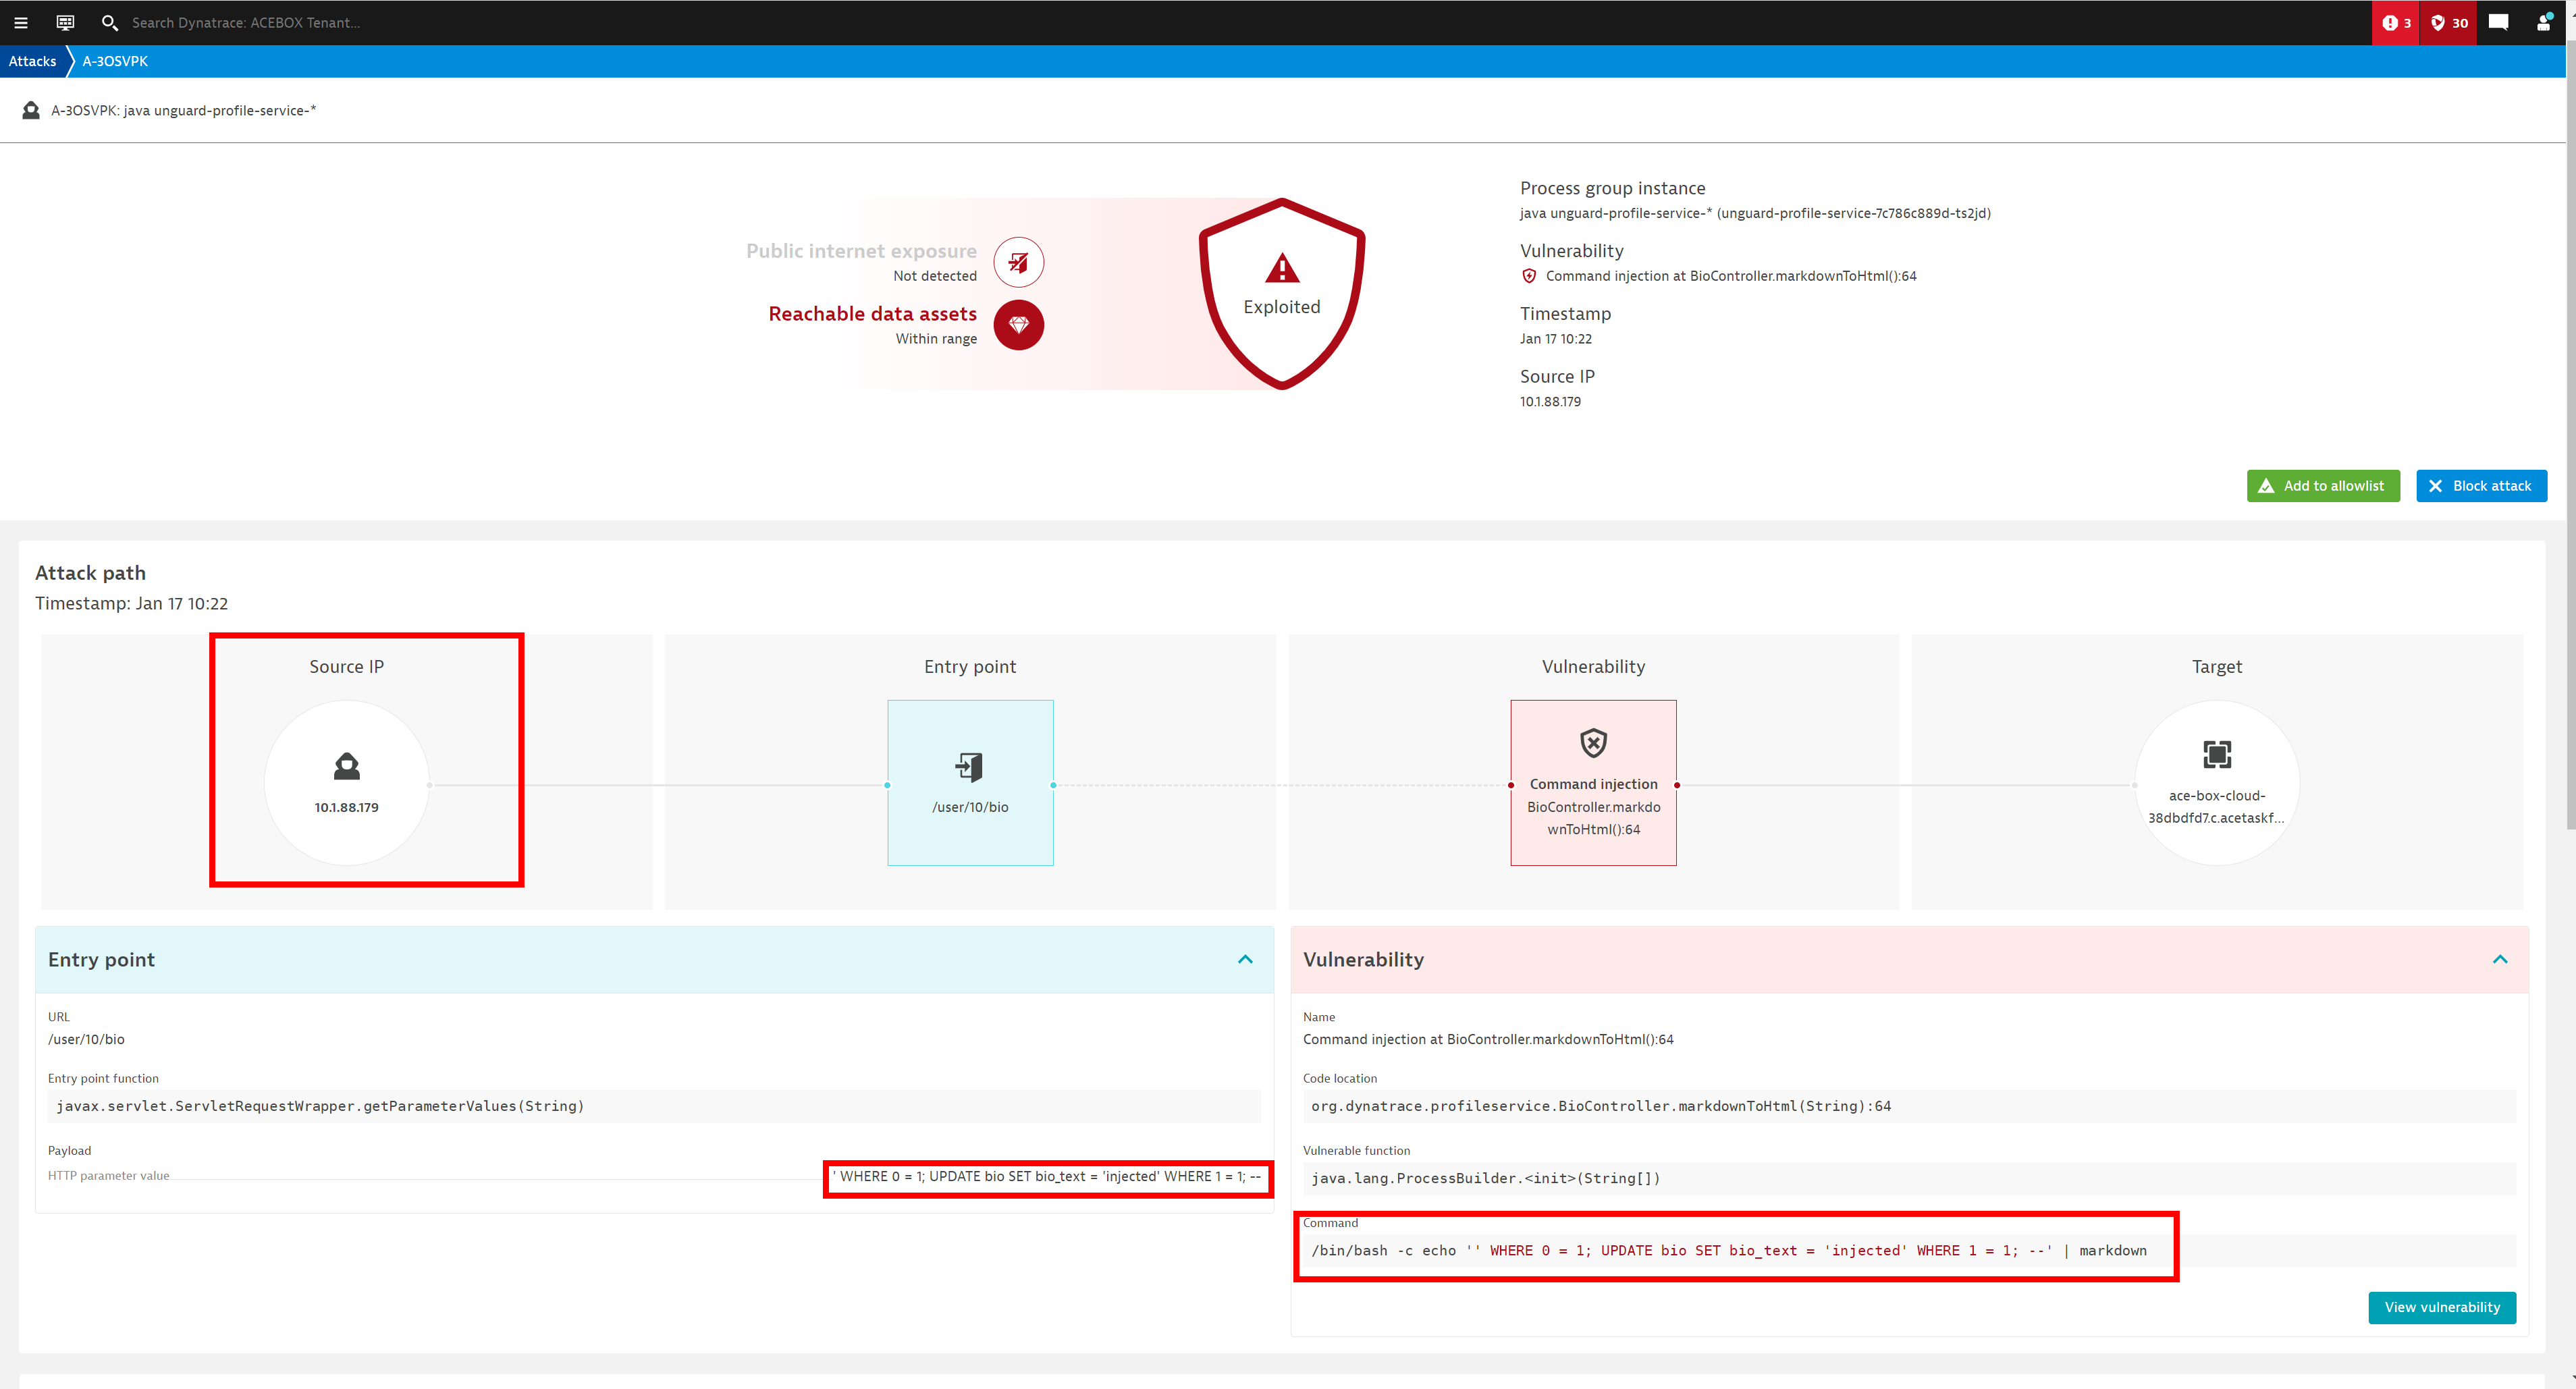 Search Dynatrace: ACEBOX Tenant...
3
30
Attacks
A-3OSVPK
A-3OSVPK: java unguard-profile-service-*
Public internet exposure
Not detected
Reachable data assets
Within range
Exploited
Process group instance
java unguard-profile-service-* (unguard-profile-service-7c786c889d-ts2jd)
Vulnerability
Command injection at BioController.markdownToHtml():64
Timestamp
Jan 17 10:22
Source IP
10.1.88.179
Add to allowlist
Block attack
Attack path
Timestamp: Jan 17 10:22
Source IP
10.1.88.179
Entry point
/user/10/bio
Vulnerability
Command injection
BioController.markdo
wnToHtml():64
Target
ace-box-cloud-
38dbdfd7.c.acetaskf...
Entry point
URL
/user/10/bio
Entry point function
javax.servlet.ServletRequestWrapper.getParameterValues(String)
Payload
HTTP parameter value
' WHERE 0 = 1; UPDATE bio SET bio_text = 'injected' WHERE 1 = 1; --
Vulnerability
Name
Command injection at BioController.markdownToHtml():64
Code location
org.dynatrace.profileservice.BioController.markdownToHtml(String):64
Vulnerable function
java.lang.ProcessBuilder.<init>(String[])
Command
/bin/bash -c echo '' WHERE 0 = 1; UPDATE bio SET bio_text = 'injected' WHERE 1 = 1; --' | markdown
View vulnerability